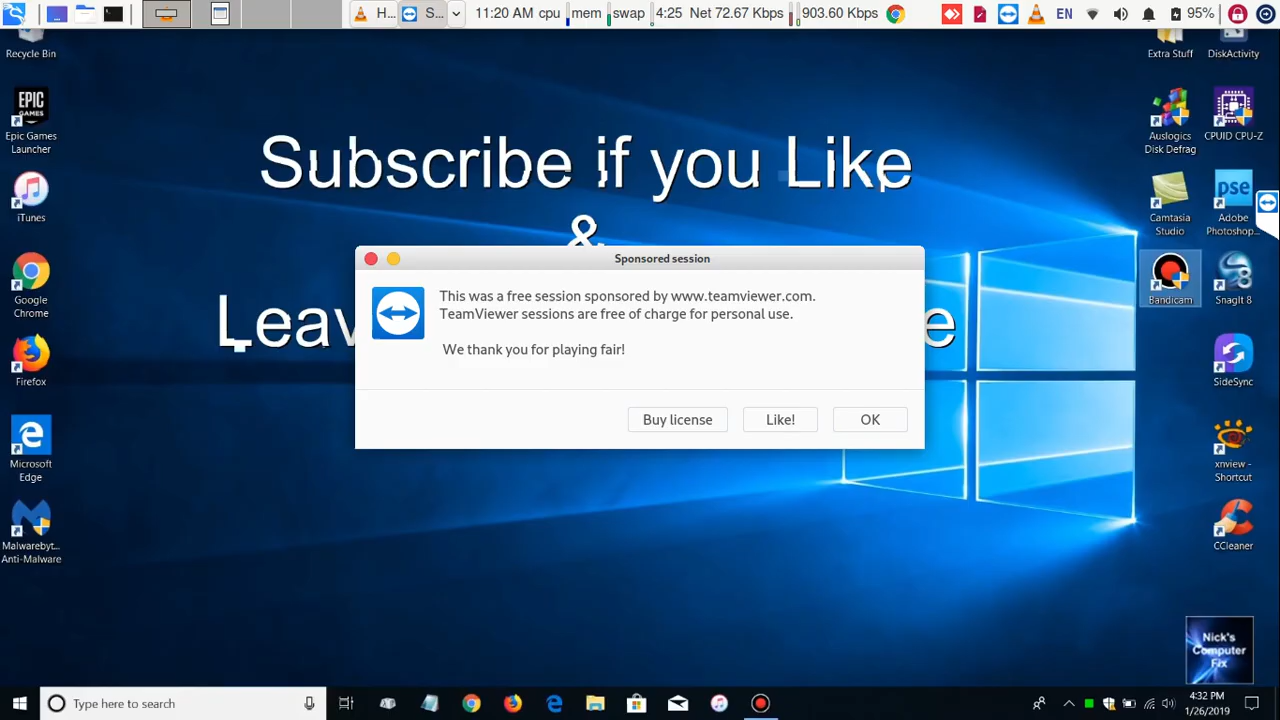 H... S... 11:20 AM cpu mem swap 4:25 Net 72.67 Kbps 903.60 Kbps EN 95%
Recycle Bin
Extra Stuff
DiskActivity
EPIC
GAMES
Epic Games
Launcher
Auslogics
Disk Defrag
CPUID CPU-Z
Subscribe if you Like
&
iTunes
Camtasia
Studio
pse
Adobe
Photoshop...
Google
Chrome
Leav
e
Bandicam
SnagIt 8
Sponsored session
This was a free session sponsored by www.teamviewer.com.
TeamViewer sessions are free of charge for personal use.
We thank you for playing fair!
Buy license
Like!
OK
Firefox
SideSync
Microsoft
Edge
xnview -
Shortcut
Malwarebyt...
Anti-Malware
CCleaner
Nick's
Computer
Fix
Type here to search
4:32 PM
1/26/2019